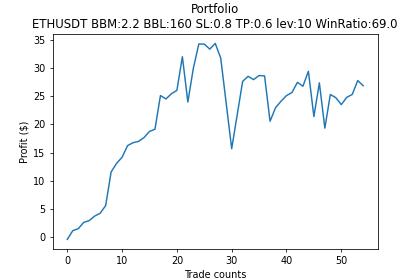 Portfolio
ETHUSDT BBM:2.2 BBL:160 SL:0.8 TP:0.6 lev:10 WinRatio:69.0
35
30
25
20
15
10
5
0
Profit ($)
0 10 20 30 40 50
Trade counts